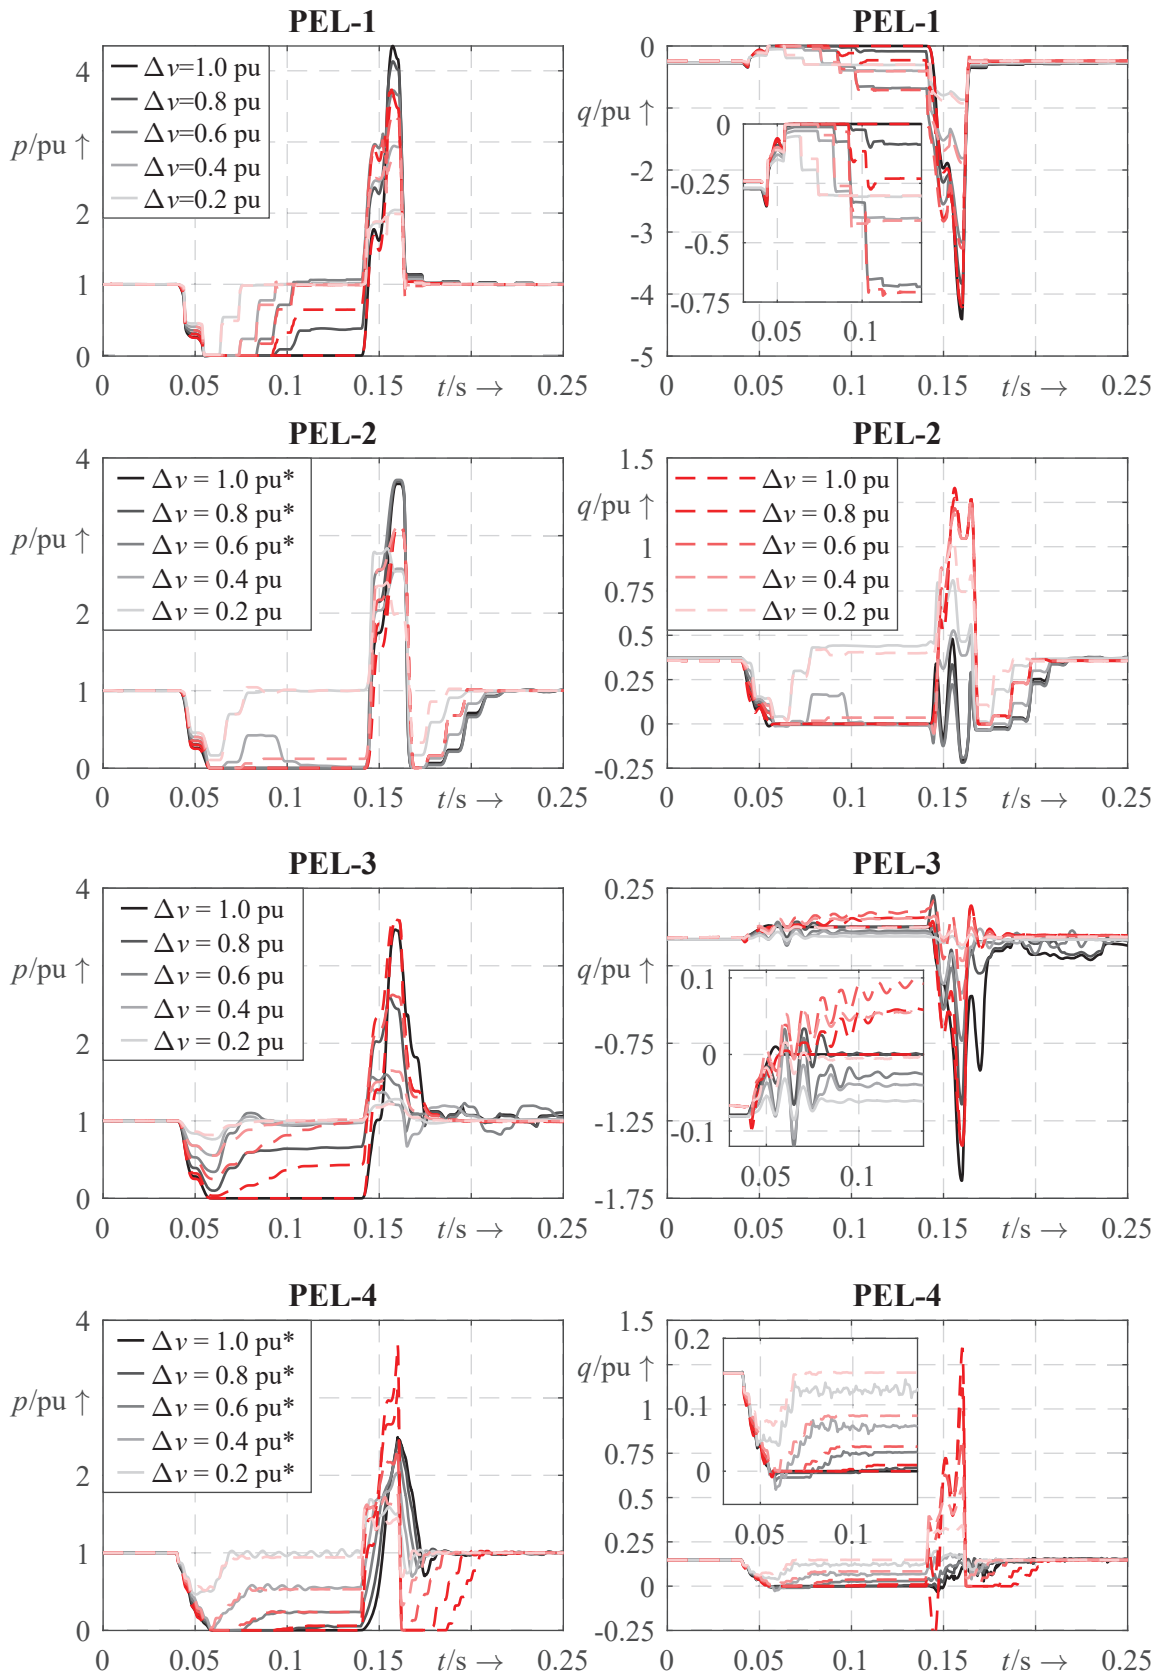 PEL-1
4
Δv=1.0 pu
Δv=0.8 pu
p/pu ↑
Δv=0.6 pu
Δv=0.4 pu
Δv=0.2 pu
2
1
0
0
0.05
0.1
0.15
t/s →
0.25
PEL-1
0
q/pu ↑
-2
-3
-4
-5
0
-0.25
-0.5
-0.75
0.05
0.1
0
0.05
0.1
0.15
t/s →
0.25
PEL-2
4
Δv = 1.0 pu*
Δv = 0.8 pu*
p/pu ↑
Δv = 0.6 pu*
Δv = 0.4 pu
Δv = 0.2 pu
2
1
0
0
0.05
0.1
0.15
t/s →
0.25
PEL-2
1.5
Δv = 1.0 pu
q/pu ↑
Δv = 0.8 pu
1
Δv = 0.6 pu
0.75
Δv = 0.4 pu
Δv = 0.2 pu
0.5
0.25
0
-0.25
0
0.05
0.1
0.15
t/s →
0.25
PEL-3
4
Δv = 1.0 pu
Δv = 0.8 pu
p/pu ↑
Δv = 0.6 pu
Δv = 0.4 pu
2
Δv = 0.2 pu
1
0
0
0.05
0.1
0.15
t/s →
0.25
PEL-3
0.25
q/pu ↑
-0.75
-1.25
-1.75
0.1
0
-0.1
0.05
0.1
0
0.05
0.1
0.15
t/s →
0.25
PEL-4
4
Δv = 1.0 pu*
Δv = 0.8 pu*
p/pu ↑
Δv = 0.6 pu*
Δv = 0.4 pu*
2
Δv = 0.2 pu*
1
0
0
0.05
0.1
0.15
t/s →
0.25
PEL-4
1.5
q/pu ↑
1
0.75
0.5
0.25
0
-0.25
0.2
0.1
0
0.05
0.1
0
0.05
0.1
0.15
t/s →
0.25